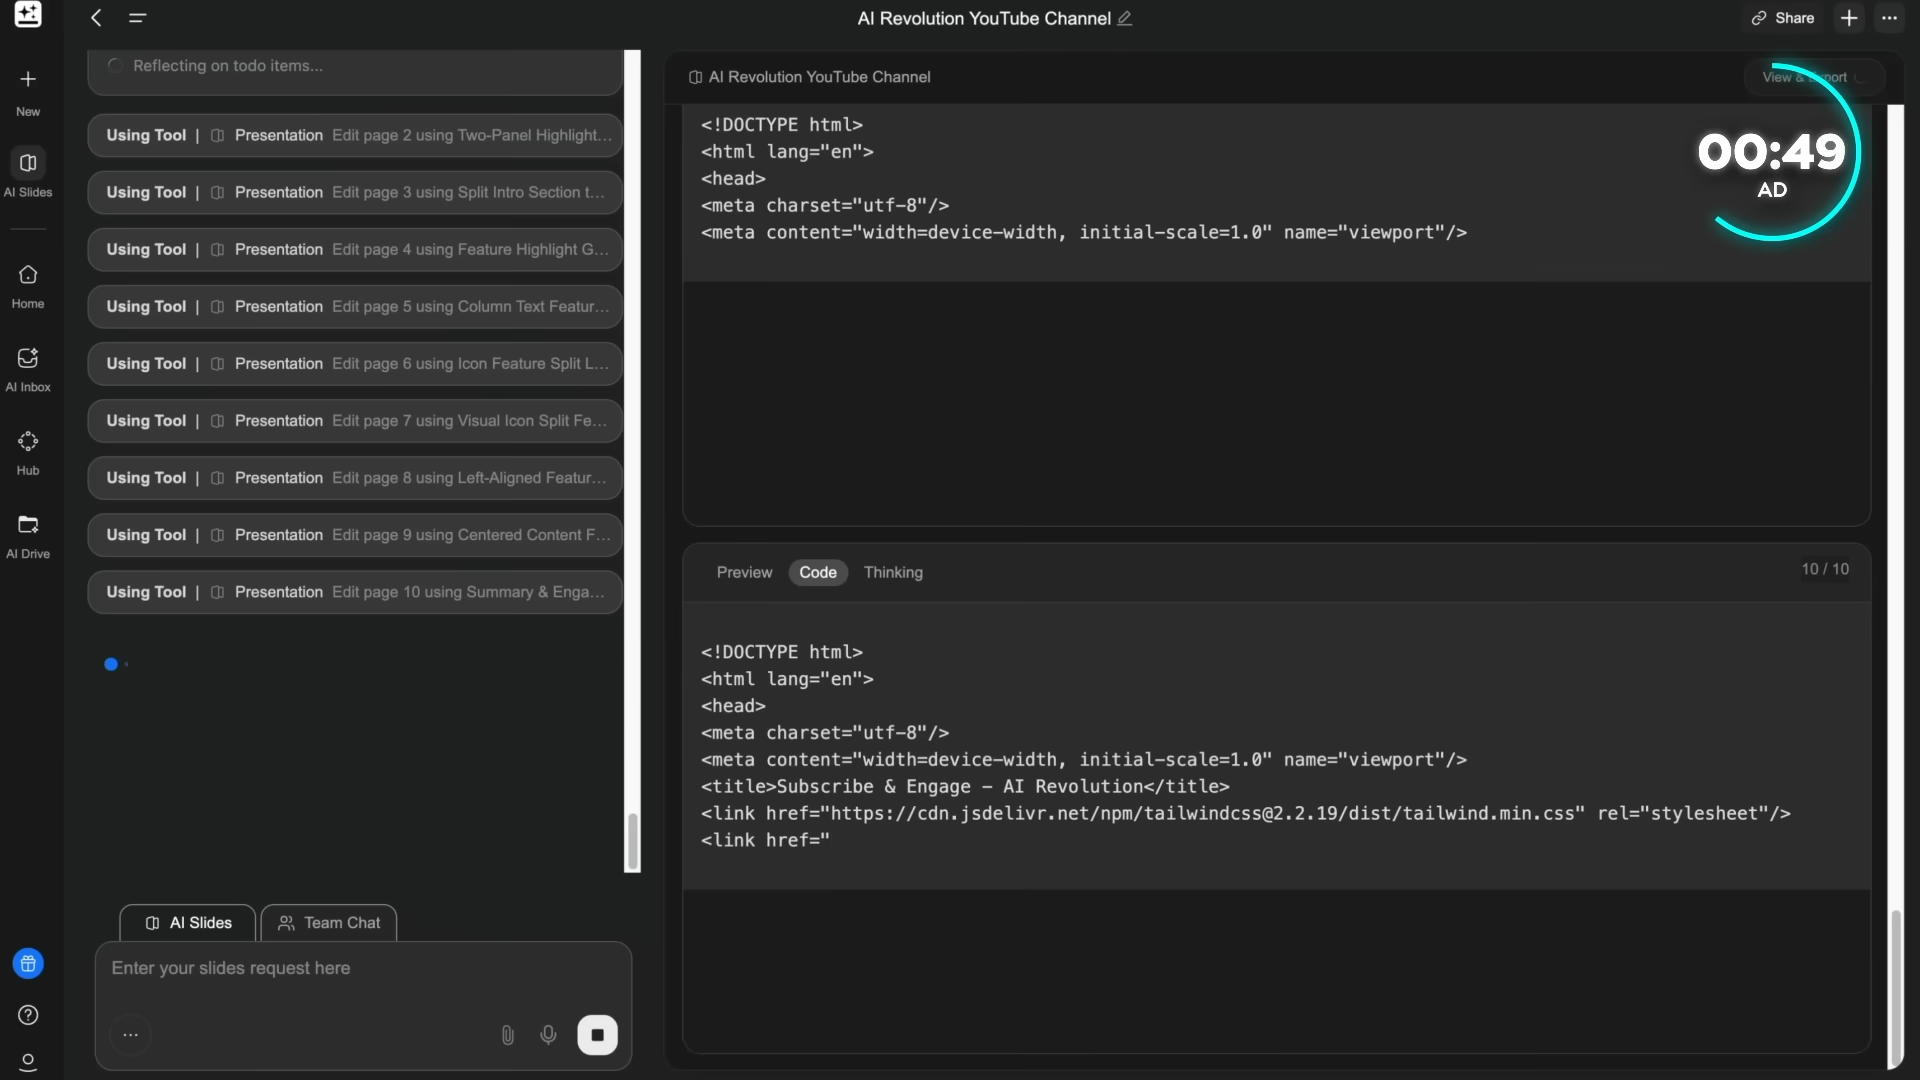 AI Revolution YouTube Channel
Share
New
AI Slides
Home
AI Inbox
Hub
AI Drive
Reflecting on todo items...
Using Tool | Presentation Edit page 2 using Two-Panel Highlight...
Using Tool | Presentation Edit page 3 using Split Intro Section t...
Using Tool | Presentation Edit page 4 using Feature Highlight G...
Using Tool | Presentation Edit page 5 using Column Text Featur...
Using Tool | Presentation Edit page 6 using Icon Feature Split L...
Using Tool | Presentation Edit page 7 using Visual Icon Split Fe...
Using Tool | Presentation Edit page 8 using Left-Aligned Featur...
Using Tool | Presentation Edit page 9 using Centered Content F...
Using Tool | Presentation Edit page 10 using Summary & Enga...
AI Slides
Team Chat
Enter your slides request here
AI Revolution YouTube Channel
View & Export
00:49
AD
<!DOCTYPE html>
<html lang="en">
<head>
<meta charset="utf-8"/>
<meta content="width=device-width, initial-scale=1.0" name="viewport"/>
Preview Code Thinking
10 / 10
<!DOCTYPE html>
<html lang="en">
<head>
<meta charset="utf-8"/>
<meta content="width=device-width, initial-scale=1.0" name="viewport"/>
<title>Subscribe & Engage – AI Revolution</title>
<link href="https://cdn.jsdelivr.net/npm/tailwindcss@2.2.19/dist/tailwind.min.css" rel="stylesheet"/>
<link href="